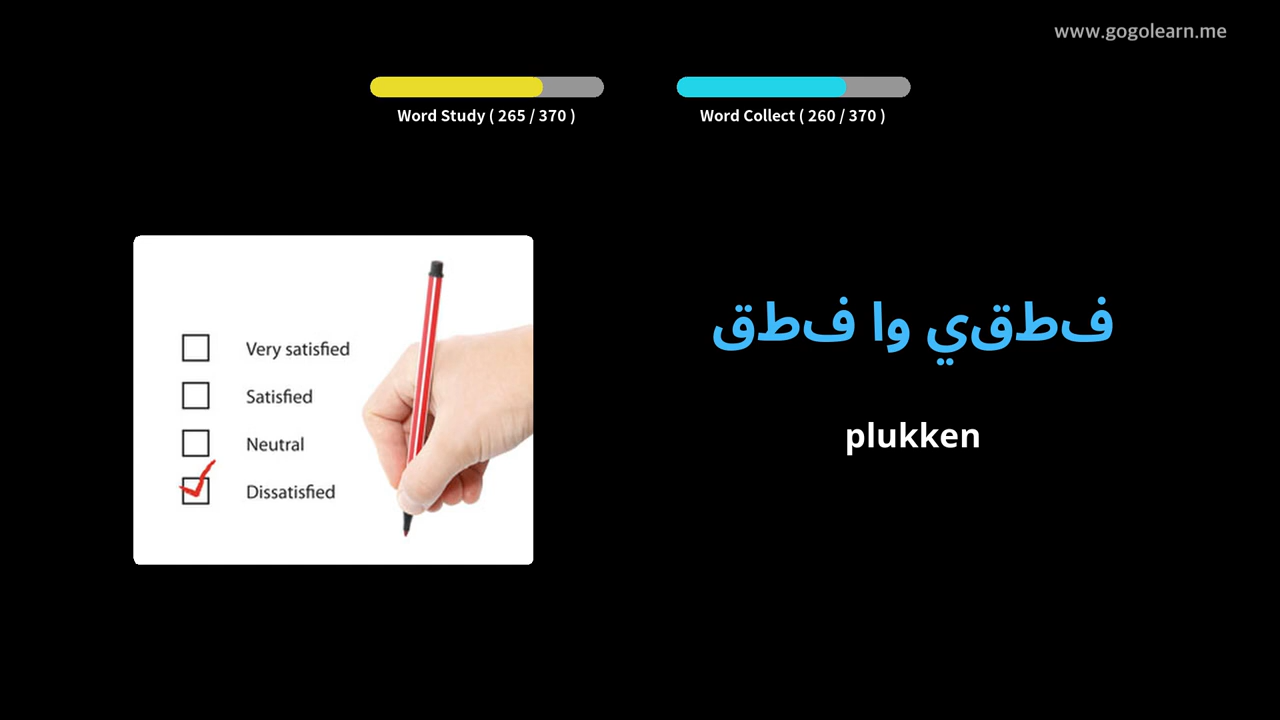 www.gogolearn.me
Word Study ( 265 / 370 )
Word Collect ( 260 / 370 )
Very satisfied
Satisfied
Neutral
Dissatisfied
فطقي وا فطق
plukken